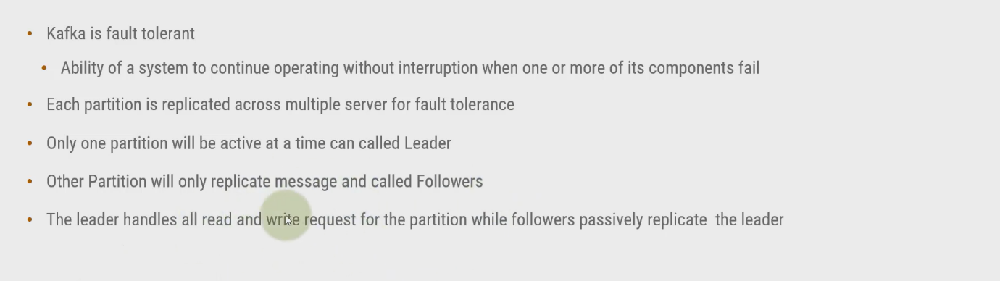 • Kafka is fault tolerant
• Ability of a system to continue operating without interruption when one or more of its components fail
• Each partition is replicated across multiple server for fault tolerance
• Only one partition will be active at a time can called Leader
• Other Partition will only replicate message and called Followers
• The leader handles all read and write request for the partition while followers passively replicate  the leader